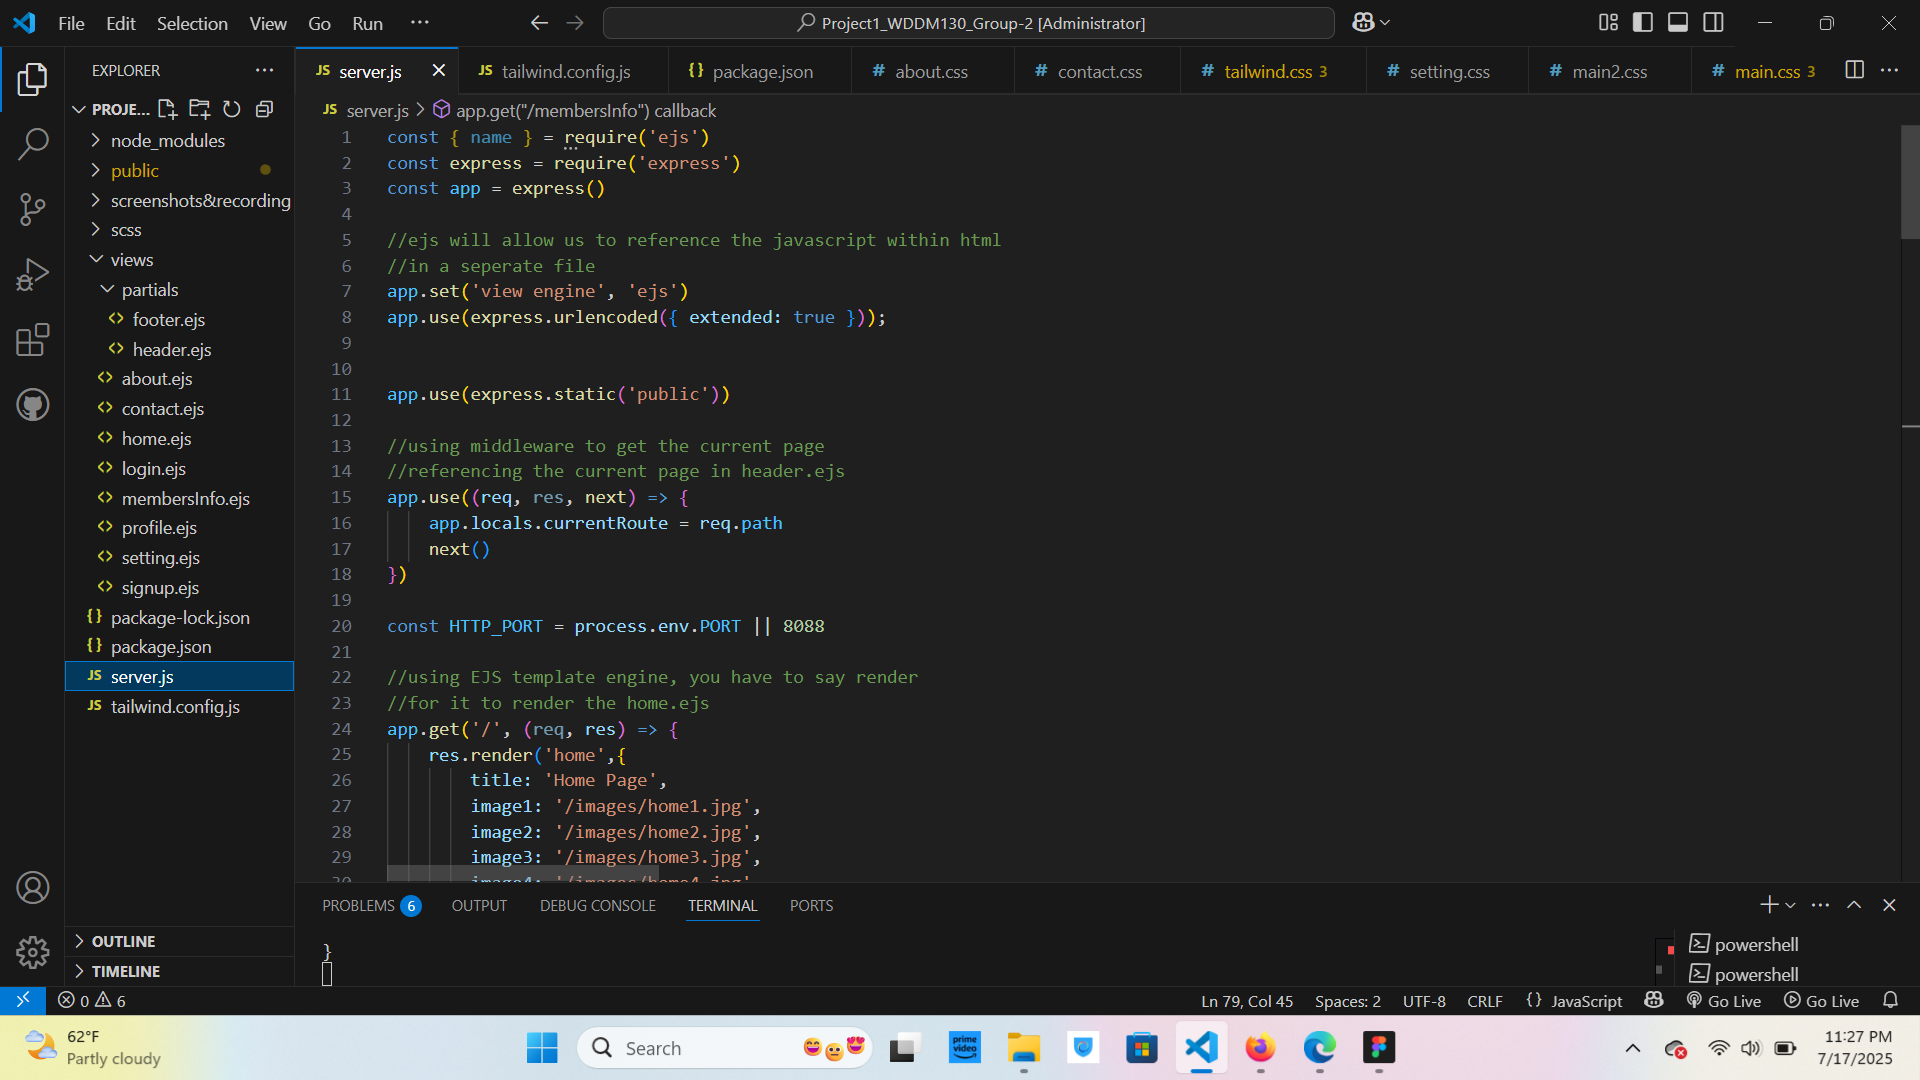 File Edit Selection View Go Run ···
Project1_WDDM130_Group-2 [Administrator]
EXPLORER ···
JS server.js
JS tailwind.config.js
{} package.json
# about.css
# contact.css
# tailwind.css 3
# setting.css
# main2.css
# main.css 3
PROJE...
node_modules
public
screenshots&recording
scss
views
partials
<> footer.ejs
<> header.ejs
<> about.ejs
<> contact.ejs
<> home.ejs
<> login.ejs
<> membersInfo.ejs
<> profile.ejs
<> setting.ejs
<> signup.ejs
{} package-lock.json
{} package.json
JS server.js
JS tailwind.config.js
OUTLINE
TIMELINE
JS server.js > app.get("/membersInfo") callback
1 const { name } = require('ejs')
2 const express = require('express')
3 const app = express()
4
5 //ejs will allow us to reference the javascript within html
6 //in a seperate file
7 app.set('view engine', 'ejs')
8 app.use(express.urlencoded({ extended: true }));
9
10
11 app.use(express.static('public'))
12
13 //using middleware to get the current page
14 //referencing the current page in header.ejs
15 app.use((req, res, next) => {
16 app.locals.currentRoute = req.path
17 next()
18 })
19
20 const HTTP_PORT = process.env.PORT || 8088
21
22 //using EJS template engine, you have to say render
23 //for it to render the home.ejs
24 app.get('/', (req, res) => {
25 res.render('home',{
26 title: 'Home Page',
27 image1: '/images/home1.jpg',
28 image2: '/images/home2.jpg',
29 image3: '/images/home3.jpg',
30 image4: '/images/home4.jpg'
PROBLEMS 6 OUTPUT DEBUG CONSOLE TERMINAL PORTS
}
powershell
powershell
0 6
Ln 79, Col 45 Spaces: 2 UTF-8 CRLF {} JavaScript Go Live Go Live
62°F
Partly cloudy
Search
prime video
11:27 PM
7/17/2025